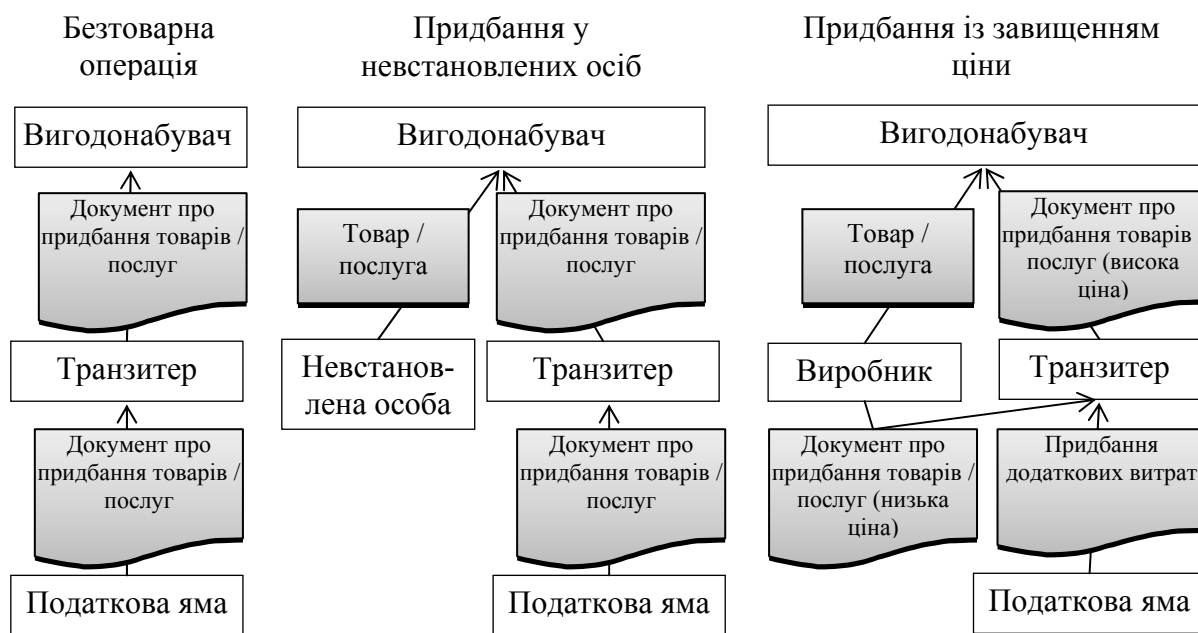 Безтоварна
операція
Вигодонабувач
Документ про
придбання товарів /
послуг
Транзитер
Документ про
придбання товарів /
послуг
Податкова яма
Придбання у
невстановлених осіб
Вигодонабувач
Товар /
послуга
Документ про
придбання товарів /
послуг
Невстанов-
лена особа
Транзитер
Документ про
придбання товарів /
послуг
Податкова яма
Придбання із завищенням
ціни
Вигодонабувач
Товар /
послуга
Документ про
придбання товарів
послуг (висока
ціна)
Виробник
Транзитер
Документ про
придбання товарів /
послуг (низька
ціна)
Придбання
додаткових витрат
Податкова яма